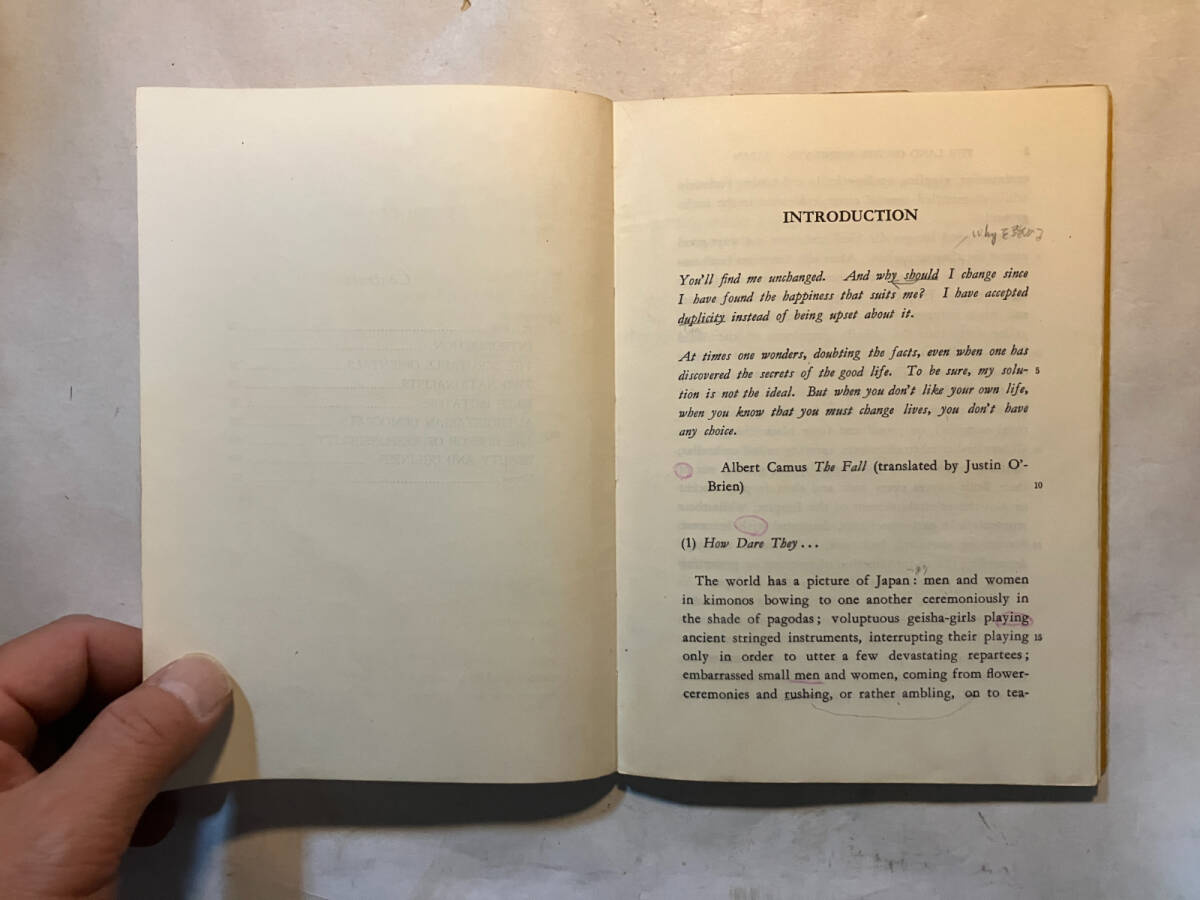 INTRODUCTION
You'll find me unchanged. And why should I change since
I have found the happiness that suits me? I have accepted
duplicity instead of being upset about it.
At times one wonders, doubting the facts, even when one has
discovered the secrets of the good life. To be sure, my solu- 5
tion is not the ideal. But when you don't like your own life,
when you know that you must change lives, you don't have
any choice.
Albert Camus The Fall (translated by Justin O'-
Brien) 10
(1) How Dare They...
The world has a picture of Japan: men and women
in kimonos bowing to one another ceremoniously in
the shade of pagodas; voluptuous geisha-girls playing
ancient stringed instruments, interrupting their playing 15
only in order to utter a few devastating repartees;
embarrassed small men and women, coming from flower-
ceremonies and rushing, or rather ambling, on to tea-